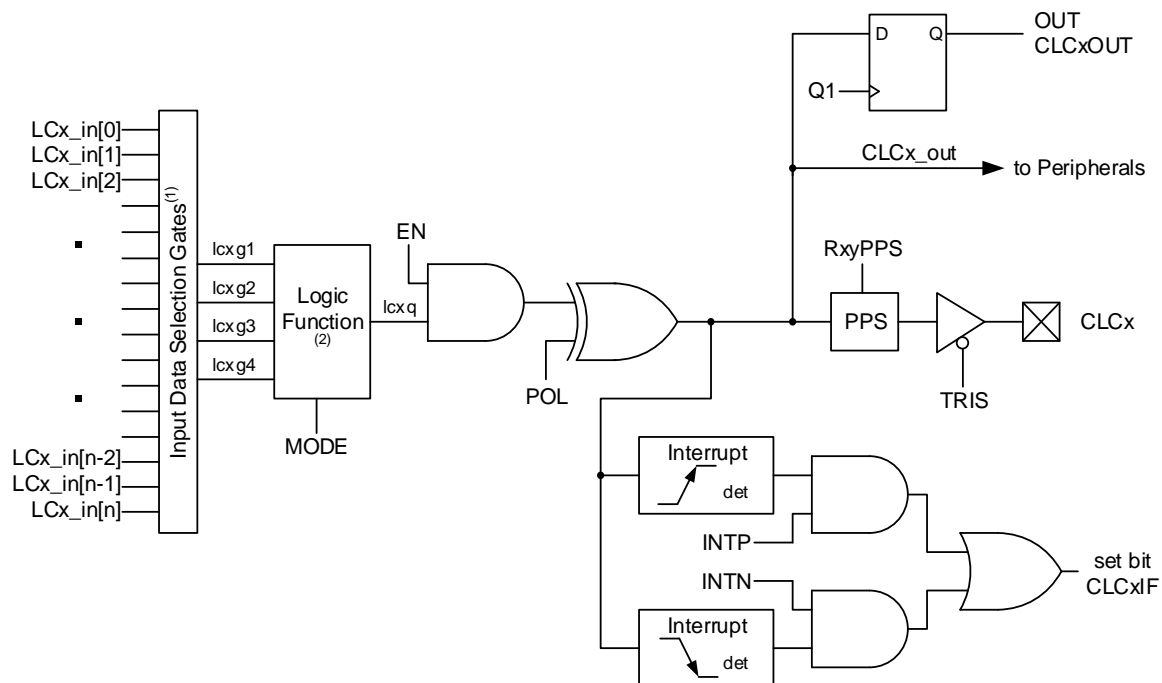 OUT
CLCxOUT
D
Q
Q1
LCx_in[0]
LCx_in[1]
LCx_in[2]
CLCx_out
to Peripherals
Input Data Selection Gates(1)
lcxg1
lcxg2
lcxg3
lcxg4
Logic
Function
(2)
MODE
EN
lcxq
POL
RxyPPS
PPS
CLCx
TRIS
LCx_in[n-2]
LCx_in[n-1]
LCx_in[n]
Interrupt
det
INTP
INTN
set bit
CLCxIF
Interrupt
det